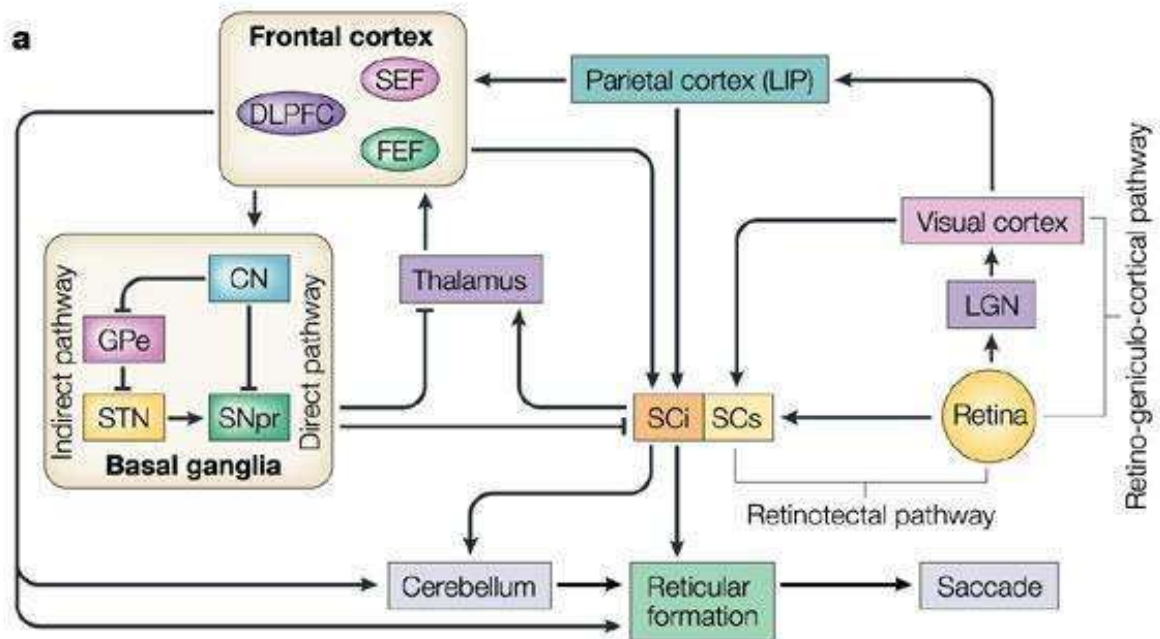 a
Frontal cortex
SEF
DLPFC
FEF
Parietal cortex (LIP)
Visual cortex
LGN
Retina
Retino-geniculo-cortical pathway
Thalamus
Indirect pathway
CN
GPe
STN
SNpr
Direct pathway
Basal ganglia
SCi
SCs
Retinotectal pathway
Cerebellum
Reticular
formation
Saccade